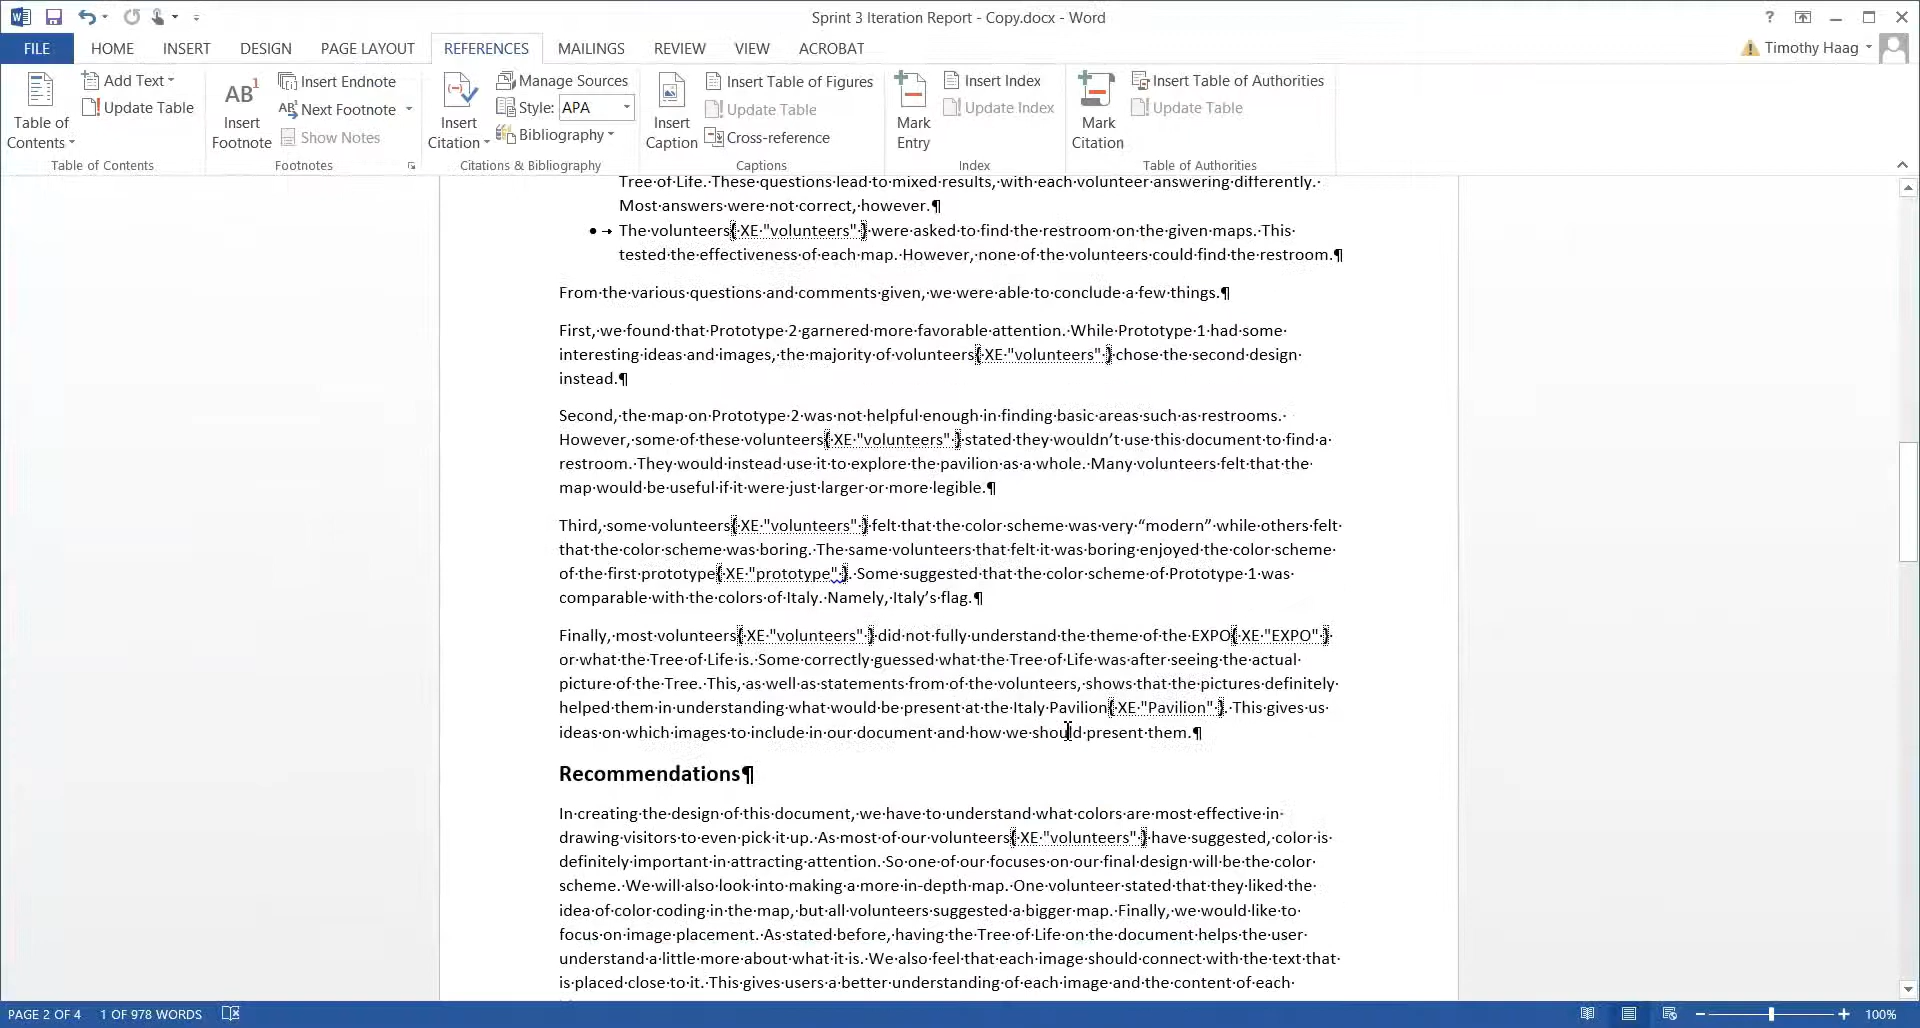 Sprint 3 Iteration Report - Copy.docx - Word
?
FILE HOME INSERT DESIGN PAGE LAYOUT REFERENCES MAILINGS REVIEW VIEW ACROBAT Timothy Haag
Table of Contents
Add Text
Update Table
Table of Contents
AB1 Insert Footnote
Insert Endnote
Next Footnote
Show Notes
Footnotes
Insert Citation
Manage Sources
Style: APA
Bibliography
Citations & Bibliography
Insert Caption
Insert Table of Figures
Update Table
Cross-reference
Captions
Mark Entry
Insert Index
Update Index
Index
Mark Citation
Insert Table of Authorities
Update Table
Table of Authorities
Tree·of·Life.·These·questions·lead·to·mixed·results,·with·each·volunteer·answering·differently.·
Most·answers·were·not·correct,·however.¶
•→The·volunteers{·XE·"volunteers"·}·were·asked·to·find·the·restroom·on·the·given·maps.·This·
tested·the·effectiveness·of·each·map.·However,·none·of·the·volunteers·could·find·the·restroom.¶
From·the·various·questions·and·comments·given,·we·were·able·to·conclude·a·few·things.¶
First,·we·found·that·Prototype·2·garnered·more·favorable·attention.·While·Prototype·1·had·some·
interesting·ideas·and·images,·the·majority·of·volunteers{·XE·"volunteers"·}·chose·the·second·design·
instead.¶
Second,·the·map·on·Prototype·2·was·not·helpful·enough·in·finding·basic·areas·such·as·restrooms.·
However,·some·of·these·volunteers{·XE·"volunteers"·}·stated·they·wouldn’t·use·this·document·to·find·a·
restroom.·They·would·instead·use·it·to·explore·the·pavilion·as·a·whole.·Many·volunteers·felt·that·the·
map·would·be·useful·if·it·were·just·larger·or·more·legible.¶
Third,·some·volunteers{·XE·"volunteers"·}·felt·that·the·color·scheme·was·very·“modern”·while·others·felt·
that·the·color·scheme·was·boring.·The·same·volunteers·that·felt·it·was·boring·enjoyed·the·color·scheme·
of·the·first·prototype{·XE·"prototype"·}.·Some·suggested·that·the·color·scheme·of·Prototype·1·was·
comparable·with·the·colors·of·Italy.·Namely,·Italy’s·flag.¶
Finally,·most·volunteers{·XE·"volunteers"·}·did·not·fully·understand·the·theme·of·the·EXPO{·XE·"EXPO"·}·
or·what·the·Tree·of·Life·is.·Some·correctly·guessed·what·the·Tree·of·Life·was·after·seeing·the·actual·
picture·of·the·Tree.·This,·as·well·as·statements·from·of·the·volunteers,·shows·that·the·pictures·definitely·
helped·them·in·understanding·what·would·be·present·at·the·Italy·Pavilion{·XE·"Pavilion"·}.·This·gives·us·
ideas·on·which·images·to·include·in·our·document·and·how·we·should·present·them.¶
Recommendations¶
In·creating·the·design·of·this·document,·we·have·to·understand·what·colors·are·most·effective·in·
drawing·visitors·to·even·pick·it·up.·As·most·of·our·volunteers{·XE·"volunteers"·}·have·suggested,·color·is·
definitely·important·in·attracting·attention.·So·one·of·our·focuses·on·our·final·design·will·be·the·color·
scheme.·We·will·also·look·into·making·a·more·in-depth·map.·One·volunteer·stated·that·they·liked·the·
idea·of·color·coding·in·the·map,·but·all·volunteers·suggested·a·bigger·map.·Finally,·we·would·like·to·
focus·on·image·placement.·As·stated·before,·having·the·Tree·of·Life·on·the·document·helps·the·user·
understand·a·little·more·about·what·it·is.·We·also·feel·that·each·image·should·connect·with·the·text·that·
is·placed·close·to·it.·This·gives·users·a·better·understanding·of·each·image·and·the·content·of·each·
PAGE 2 OF 4 1 OF 978 WORDS 100%